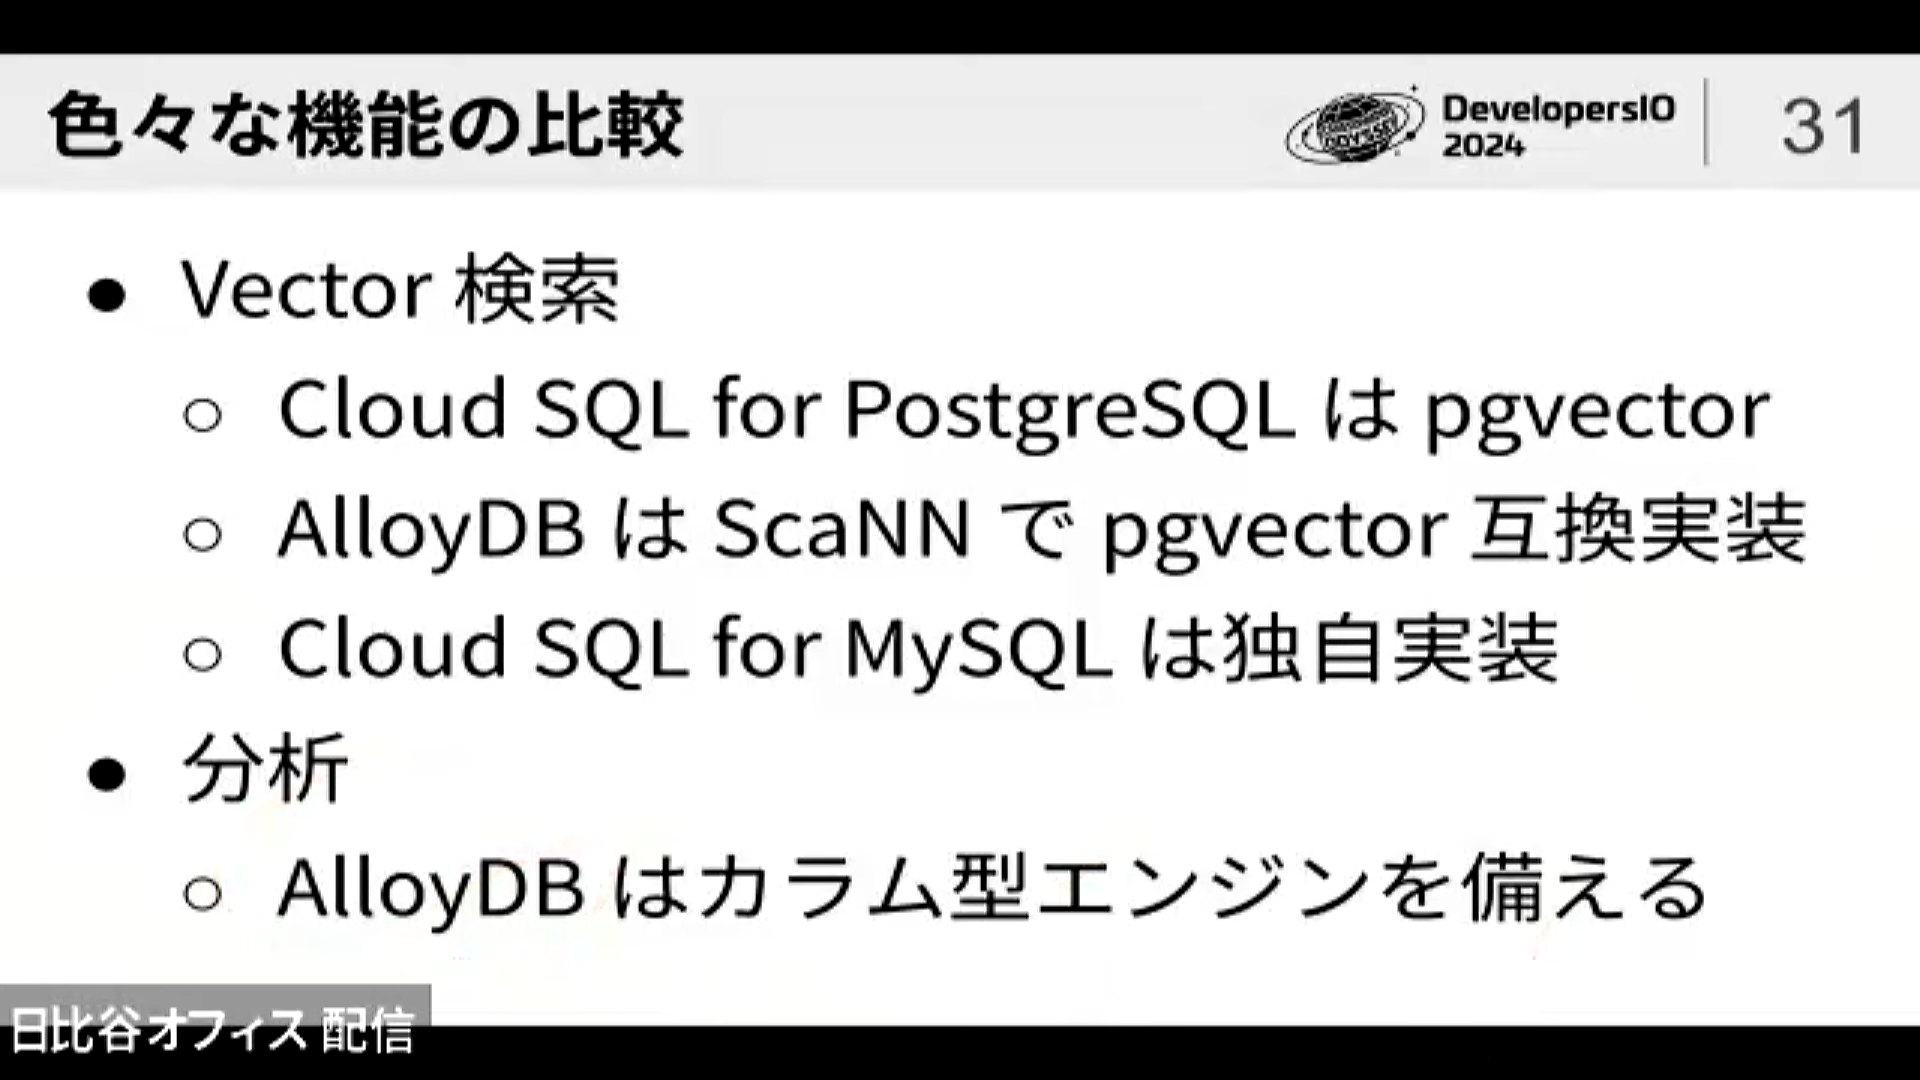 色々な機能の比較
DevelopersIO
2024
31
● Vector 検索
○ Cloud SQL for PostgreSQL は pgvector
○ AlloyDB は ScaNN で pgvector 互換実装
○ Cloud SQL for MySQL は独自実装
● 分析
○ AlloyDB はカラム型エンジンを備える
日比谷オフィス 配信